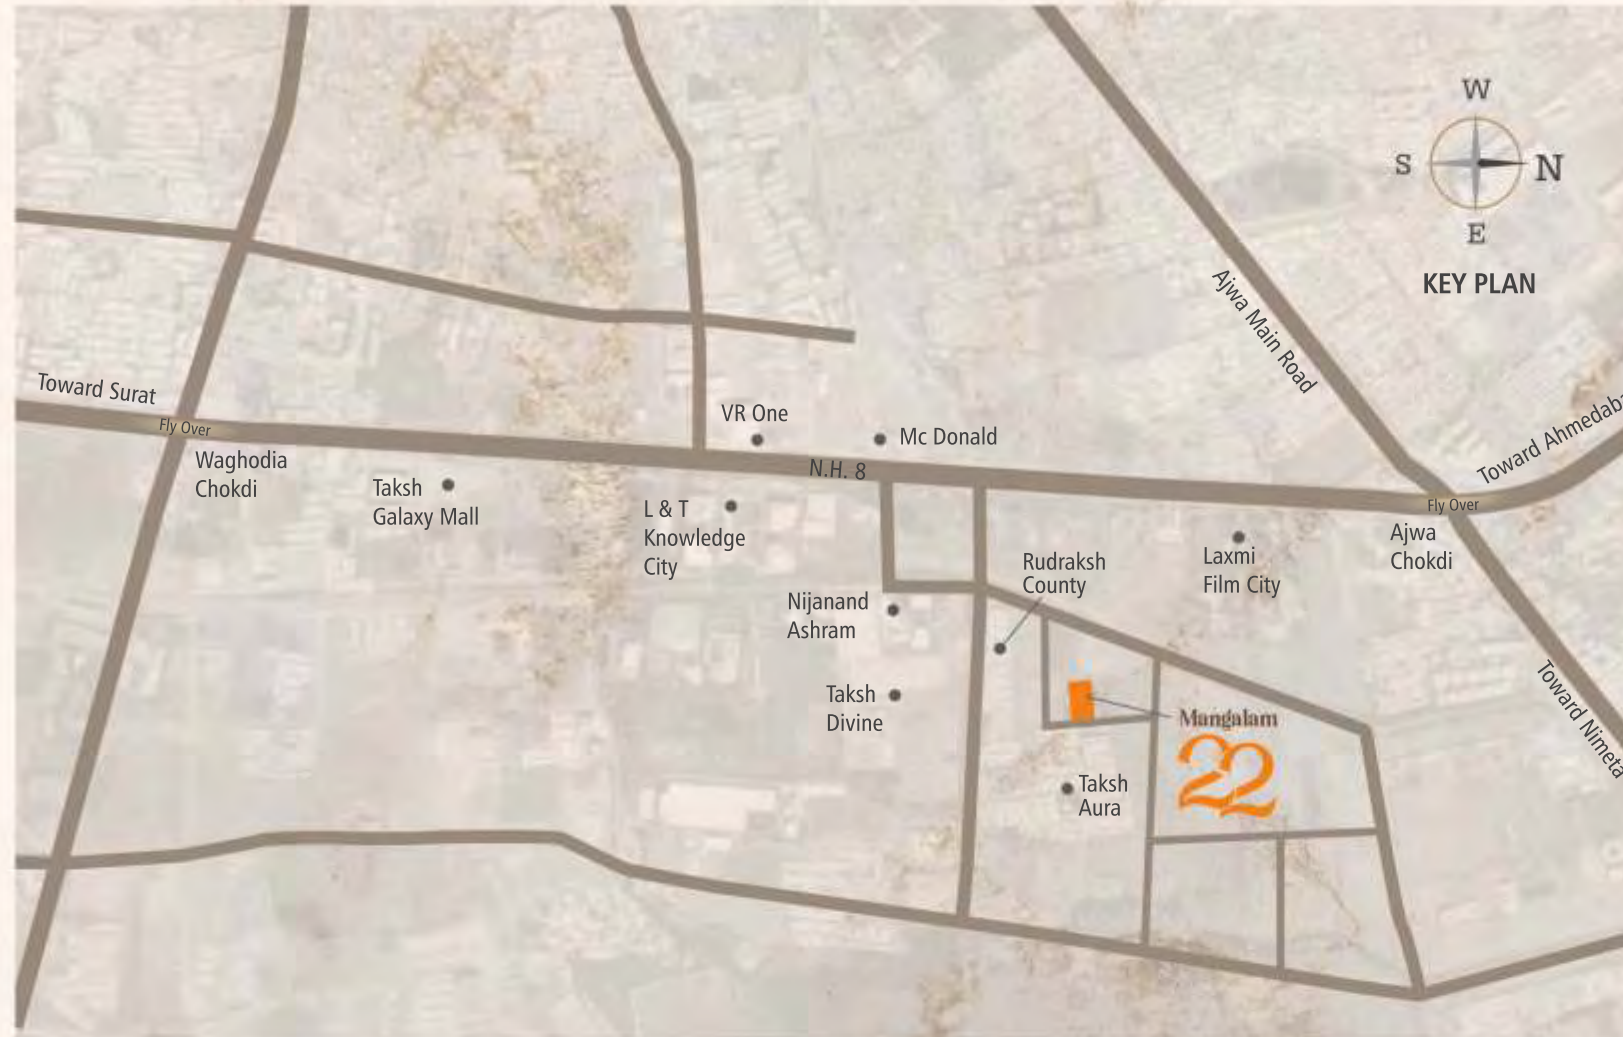 W
S
N
E
KEY PLAN
Ajwa Main Road
Toward Surat
Fly Over
Waghodia
Chokdi
Taksh
Galaxy Mall
VR One
Mc Donald
N.H. 8
L & T
Knowledge
City
Toward Ahmedaba
Fly Over
Ajwa
Chokdi
Laxmi
Film City
Rudraksh
County
Nijanand
Ashram
Taksh
Divine
Mangalam
22
Taksh
Aura
Toward Nimeta